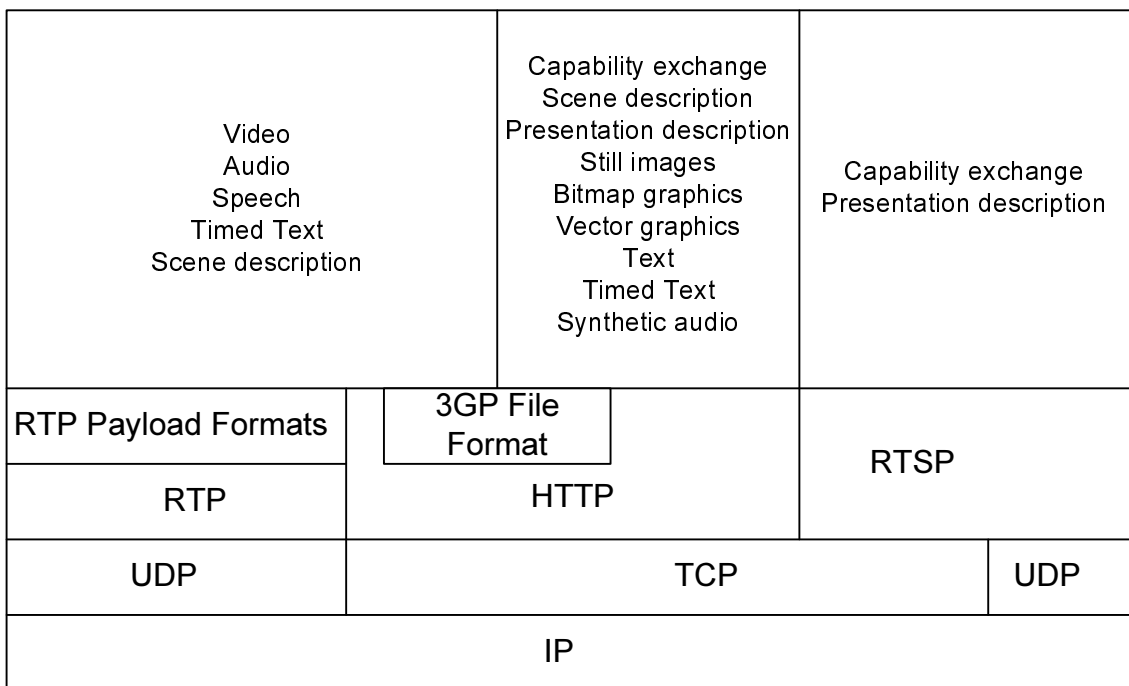 Video
Audio
Speech
Timed Text
Scene description
Capability exchange
Scene description
Presentation description
Still images
Bitmap graphics
Vector graphics
Text
Timed Text
Synthetic audio
Capability exchange
Presentation description
RTP Payload Formats
3GP File
Format
RTP
HTTP
RTSP
UDP
TCP
UDP
IP